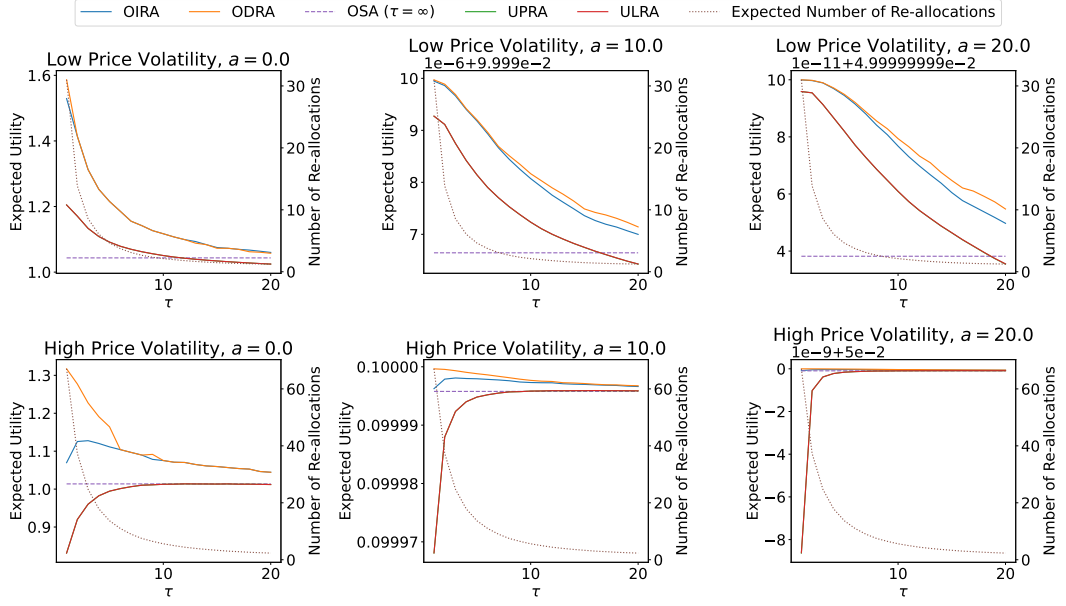 OIRA ODRA OSA (τ = ∞) UPRA ULRA Expected Number of Re-allocations
Low Price Volatility, a = 0.0
1.6
1.4
1.2
1.0
30
20
10
0
10
20
τ
Expected Utility
Number of Re-allocations
Low Price Volatility, a = 10.0
1e-6+9.999e-2
10
9
8
7
30
20
10
0
10
20
τ
Expected Utility
Number of Re-allocations
Low Price Volatility, a = 20.0
1e-11+4.99999999e-2
10
8
6
4
30
20
10
0
10
20
τ
Expected Utility
Number of Re-allocations
High Price Volatility, a = 0.0
1.3
1.2
1.1
1.0
0.9
60
40
20
0
10
20
τ
Expected Utility
Number of Re-allocations
High Price Volatility, a = 10.0
0.10000
0.09999
0.09998
0.09997
60
40
20
0
10
20
τ
Expected Utility
Number of Re-allocations
High Price Volatility, a = 20.0
1e-9+5e-2
0
−2
−4
−6
−8
60
40
20
0
10
20
τ
Expected Utility
Number of Re-allocations